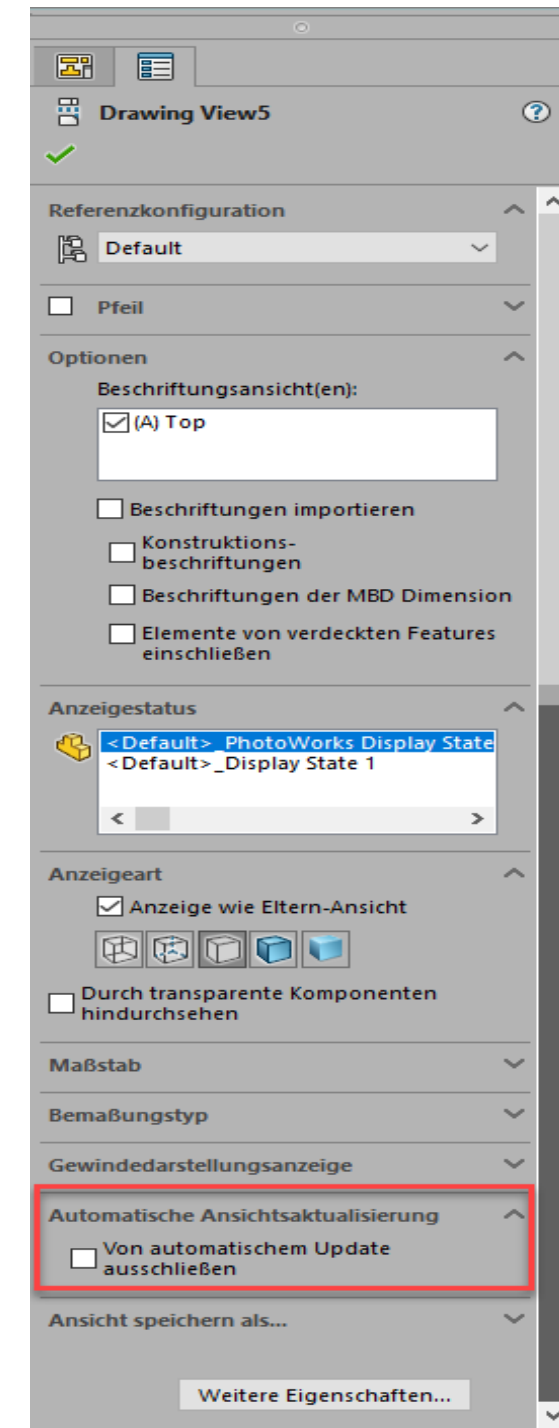 Drawing View5
Referenzkonfiguration
Default
Pfeil
Optionen
Beschriftungsansicht(en):
(A) Top
Beschriftungen importieren
Konstruktions-
beschriftungen
Beschriftungen der MBD Dimension
Elemente von verdeckten Features
einschließen
Anzeigestatus
<Default>_PhotoWorks Display State
<Default>_Display State 1
Anzeigeart
Anzeige wie Eltern-Ansicht
Durch transparente Komponenten
hindurchsehen
Maßstab
Bemaßungstyp
Gewindedarstellungsanzeige
Automatische Ansichtsaktualisierung
Von automatischem Update
ausschließen
Ansicht speichern als...
Weitere Eigenschaften...